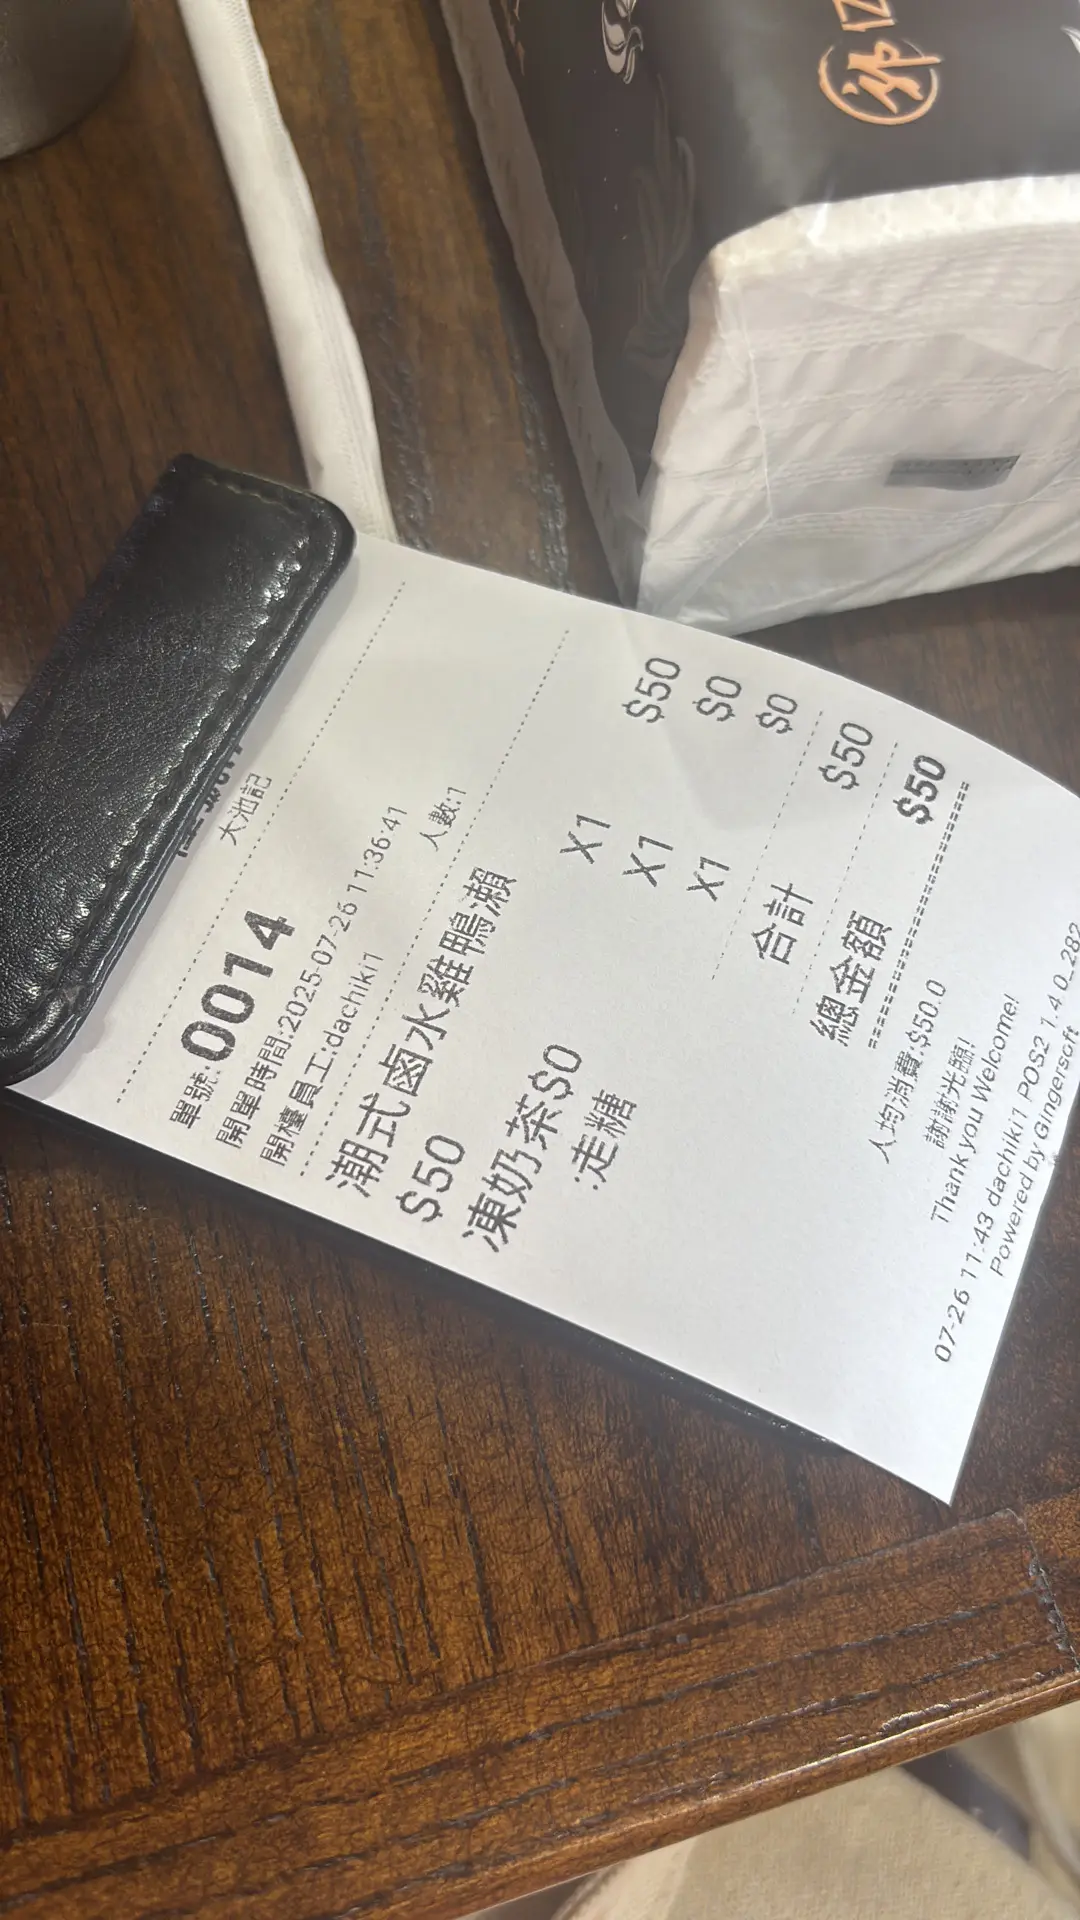 大池記
單號:0014
開單時間:2025-07-26 11:36:41
開檯員工:dachiki1 人數:1
潮式鹵水雞鴨瀨
$50 X1 $50
凍奶茶$0 X1 $0
:走糖 X1 $0
合計 $50
總金額 $50
人均消費:$50.0
謝謝光臨!
Thank you Welcome!
07-26 11:43 dachiki1 POS2 1.4.0_282
Powered by Gingersoft